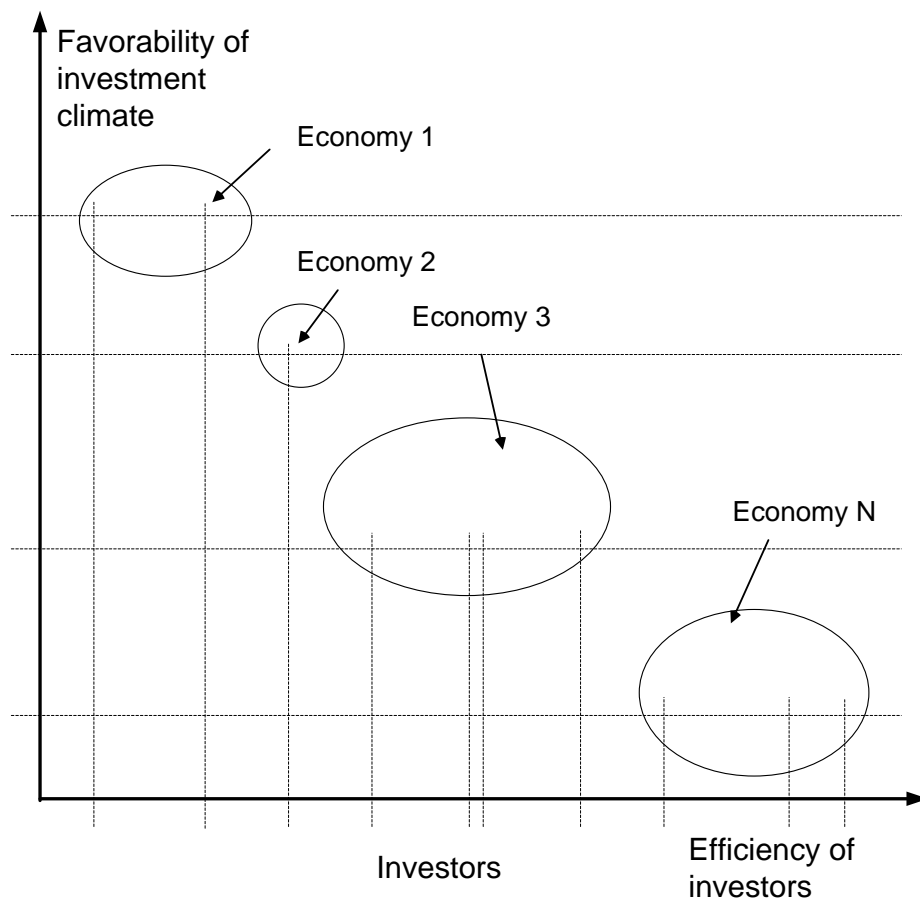 Favorability of
investment
climate
Economy 1
Economy 2
Economy 3
Economy N
Investors
Efficiency of
investors